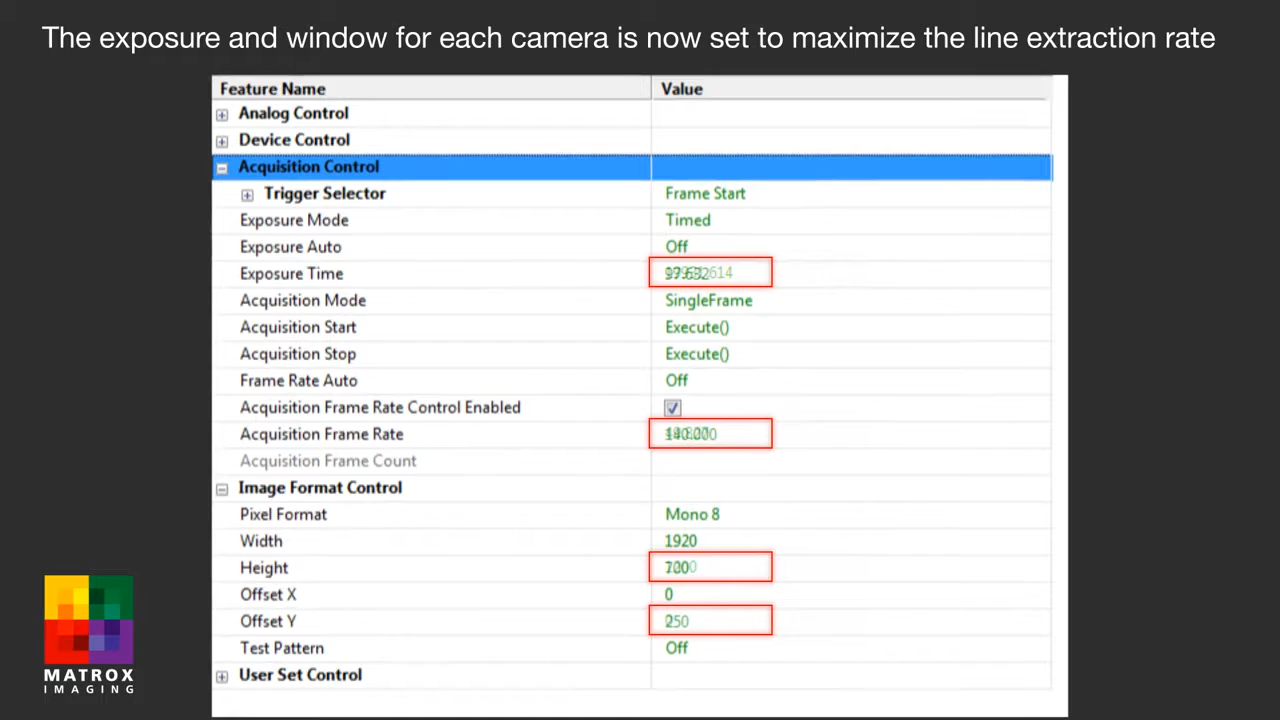 The exposure and window for each camera is now set to maximize the line extraction rate
Feature Name Value
Analog Control
Device Control
Acquisition Control
Trigger Selector Frame Start
Exposure Mode Timed
Exposure Auto Off
Exposure Time
Acquisition Mode SingleFrame
Acquisition Start Execute()
Acquisition Stop Execute()
Frame Rate Auto Off
Acquisition Frame Rate Control Enabled
Acquisition Frame Rate
Acquisition Frame Count
Image Format Control
Pixel Format Mono 8
Width 1920
Height
Offset X 0
Offset Y
Test Pattern Off
User Set Control
MATROX
IMAGING